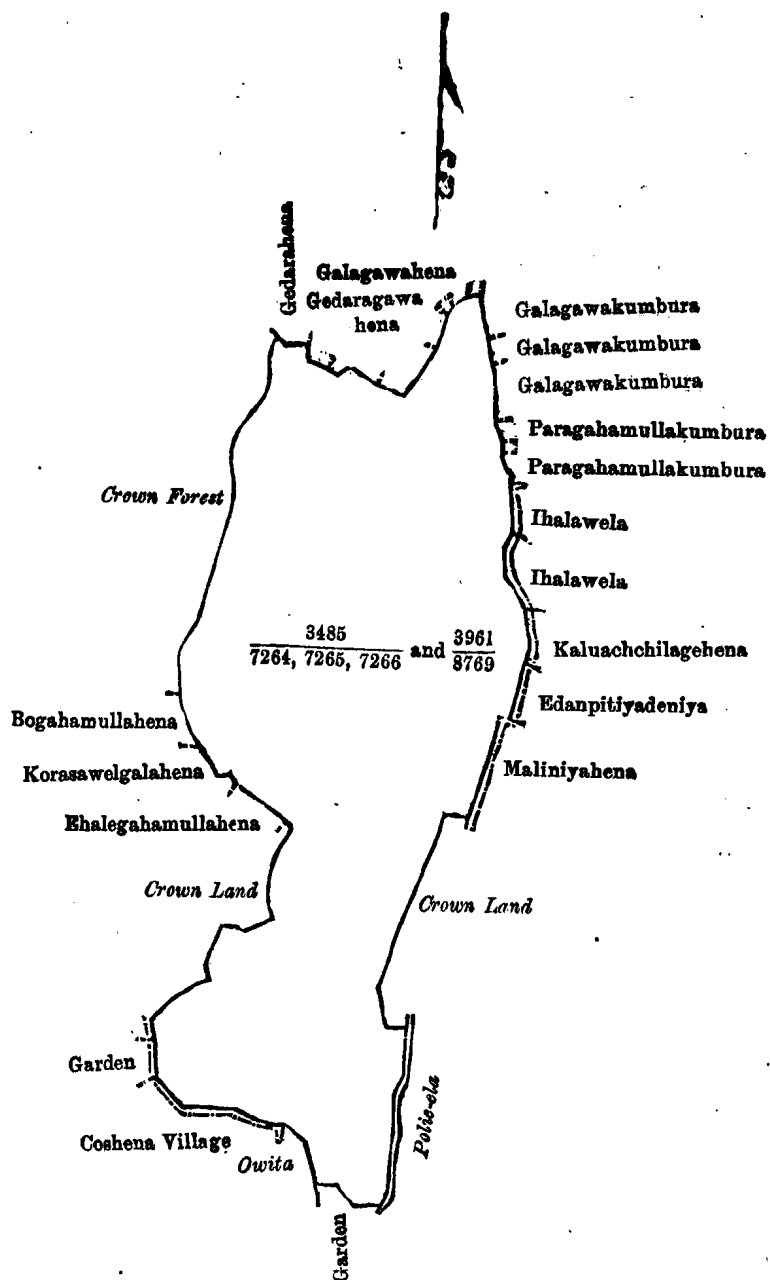 Gedarahena
Galagawahena
Gedaragawa
hena
Galagawakumbura
Galagawakumbura
Galagawakumbura
Paragahamullakumbura
Paragahamullakumbura
Crown Forest
Ihalawela
Ihalawela
3485
7264, 7265, 7266 and 3961
8769
Kaluachchilagehena
Edanpitiyadeniya
Bogahamullahena
Maliniyahena
Korasawelgalahena
Ehalegahamullahena
Crown Land
Crown Land
Garden
Polie-ela
Coshena Village
Owita
Garden